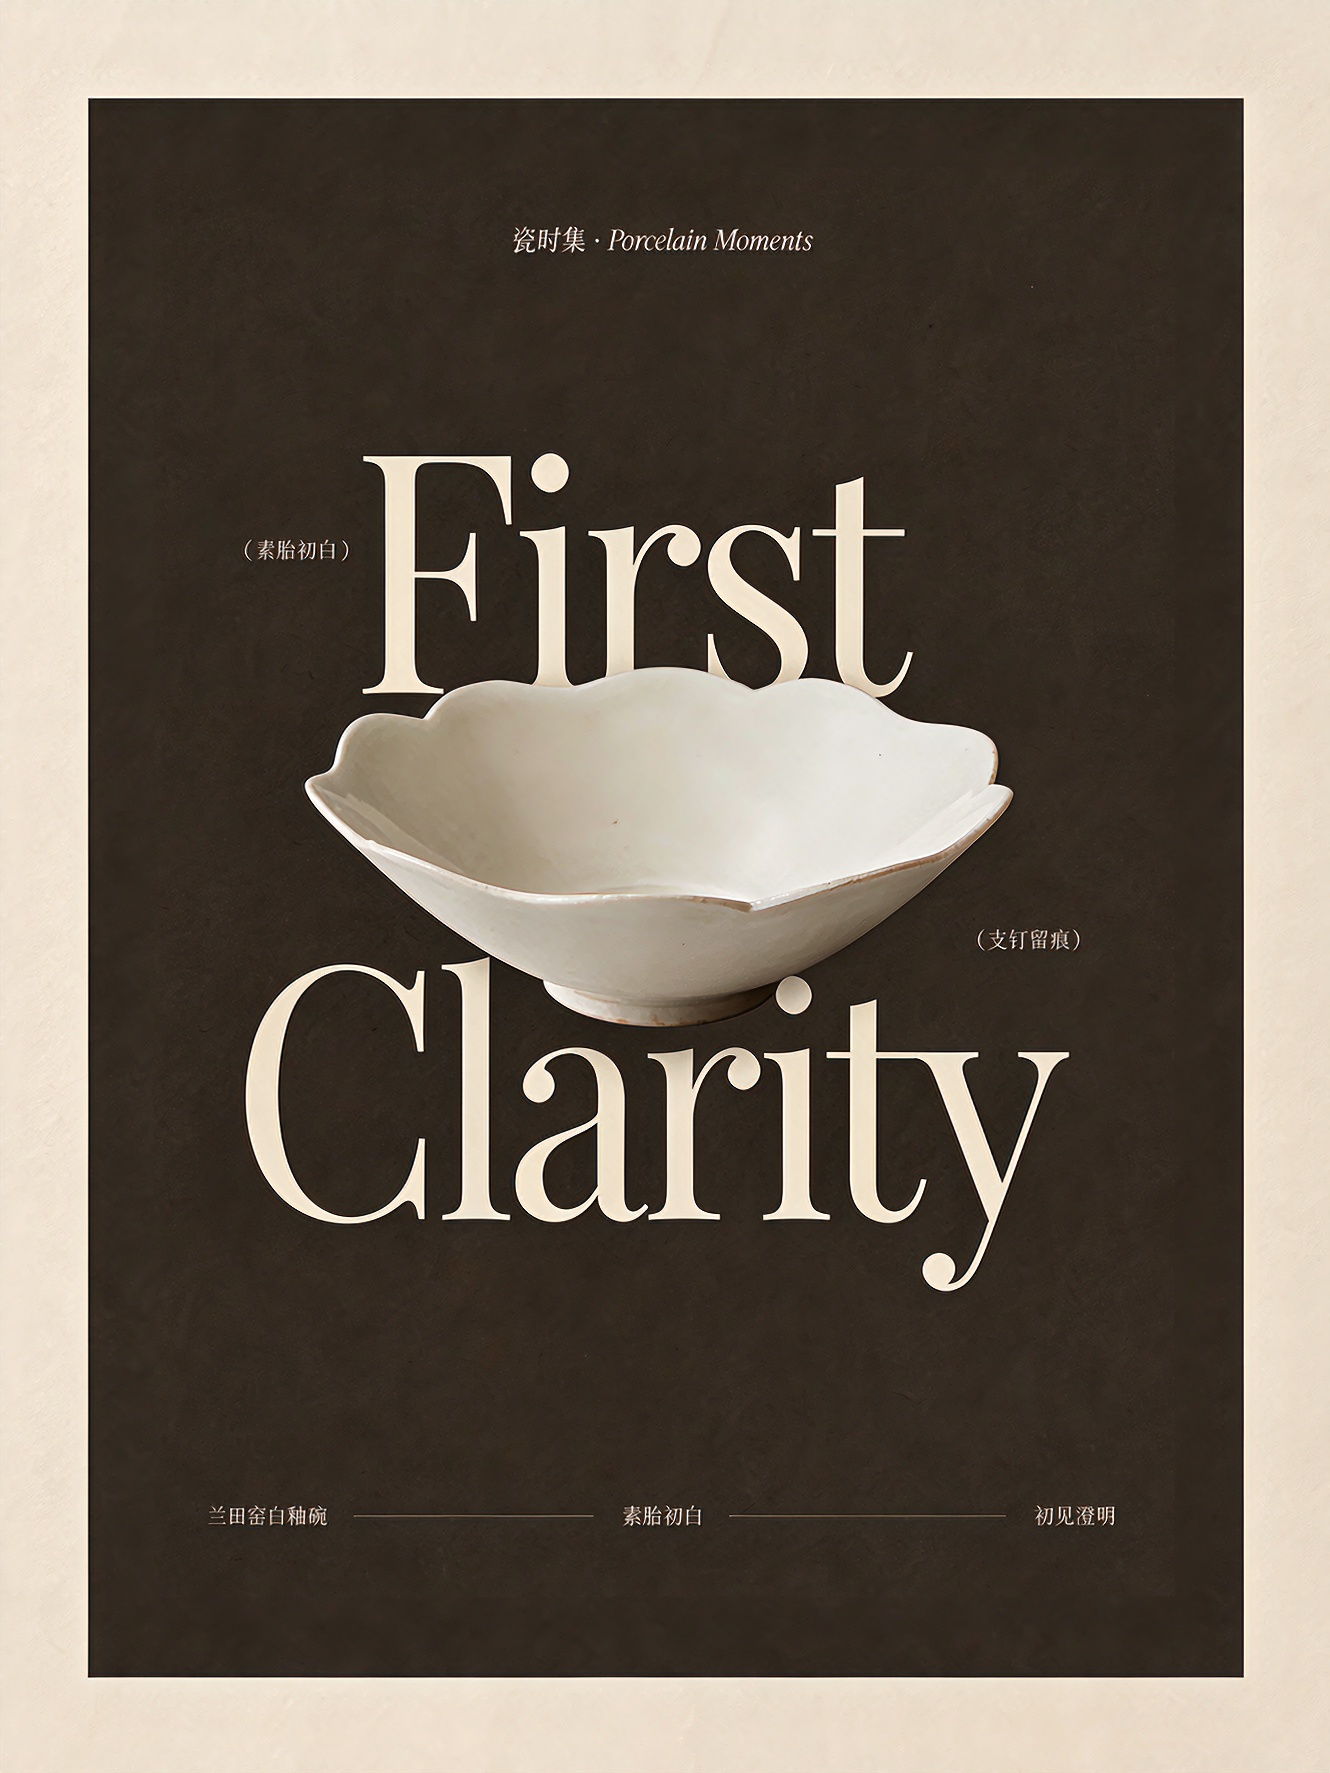 瓷时集 · Porcelain Moments
First
（素胎初白）
（支钉留痕）
Clarity
兰田窑白釉碗 素胎初白 初见澄明